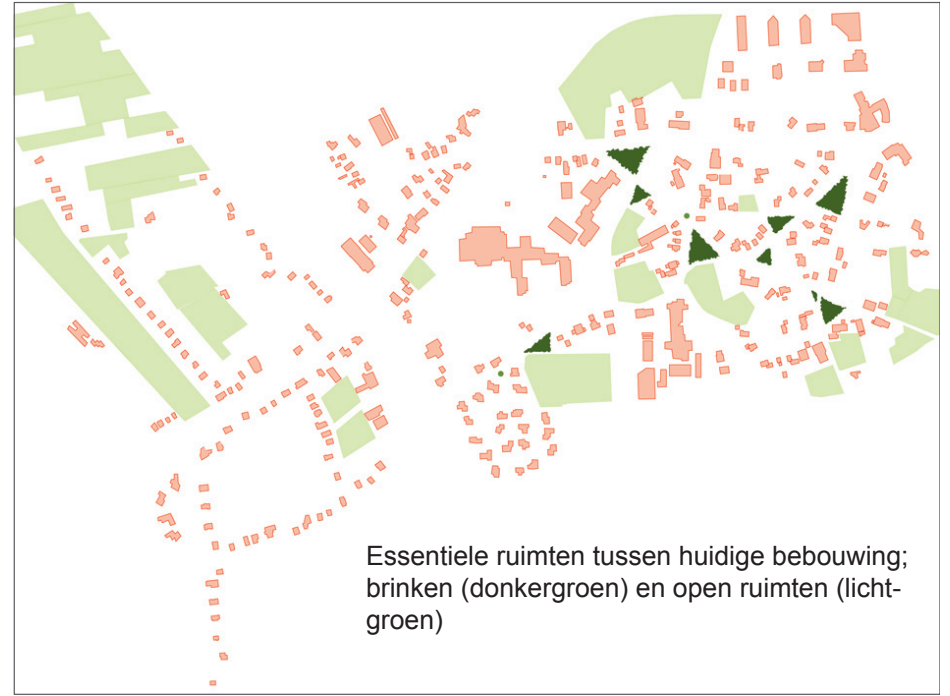 Essentiele ruimten tussen huidige bebouwing;
brinken (donkergroen) en open ruimten (licht-
groen)